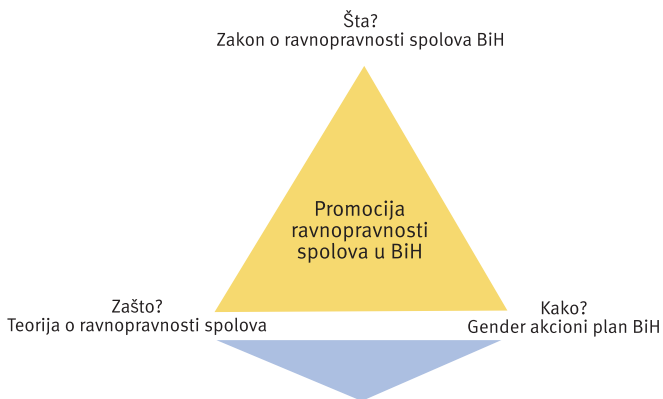 Šta?
Zakon o ravnopravnosti spolova BiH
Promocija
ravnopravnosti
spolova u BiH
Zašto?
Teorija o ravnopravnosti spolova
Kako?
Gender akcioni plan BiH